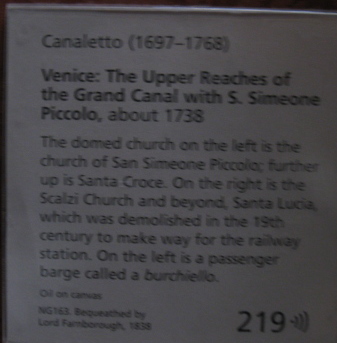 Canaletto (1697–1768)
Venice: The Upper Reaches of
the Grand Canal with S. Simeone
Piccolo, about 1738
The domed church on the left is the
church of San Simeone Piccolo; further
up is Santa Croce. On the right is the
Scalzi Church and beyond, Santa Lucia,
which was demolished in the 19th
century to make way for the railway
station. On the left is a passenger
barge called a burchiello.
Oil on canvas
NG163. Bequeathed by
Lord Farnborough, 1838
219